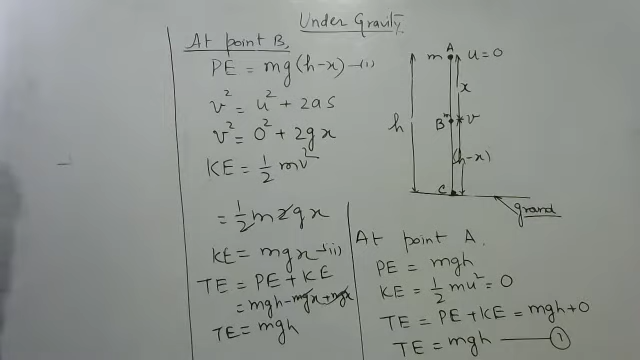 Under Gravity
At point B,
PE = mg(h-x) —(i)
v² = u² + 2as
v² = 0² + 2gx
KE = 1/2 mv²
= 1/2 m2gx
KE = mgx —(ii)
TE = PE + KE
= mgh - mgx + mgx
TE = mgh
m A u = 0
x
h
B m v
(h-x)
C
grand
At point A.
PE = mgh
KE = 1/2 mu² = 0
TE = PE + KE = mgh + 0
TE = mgh —— 1